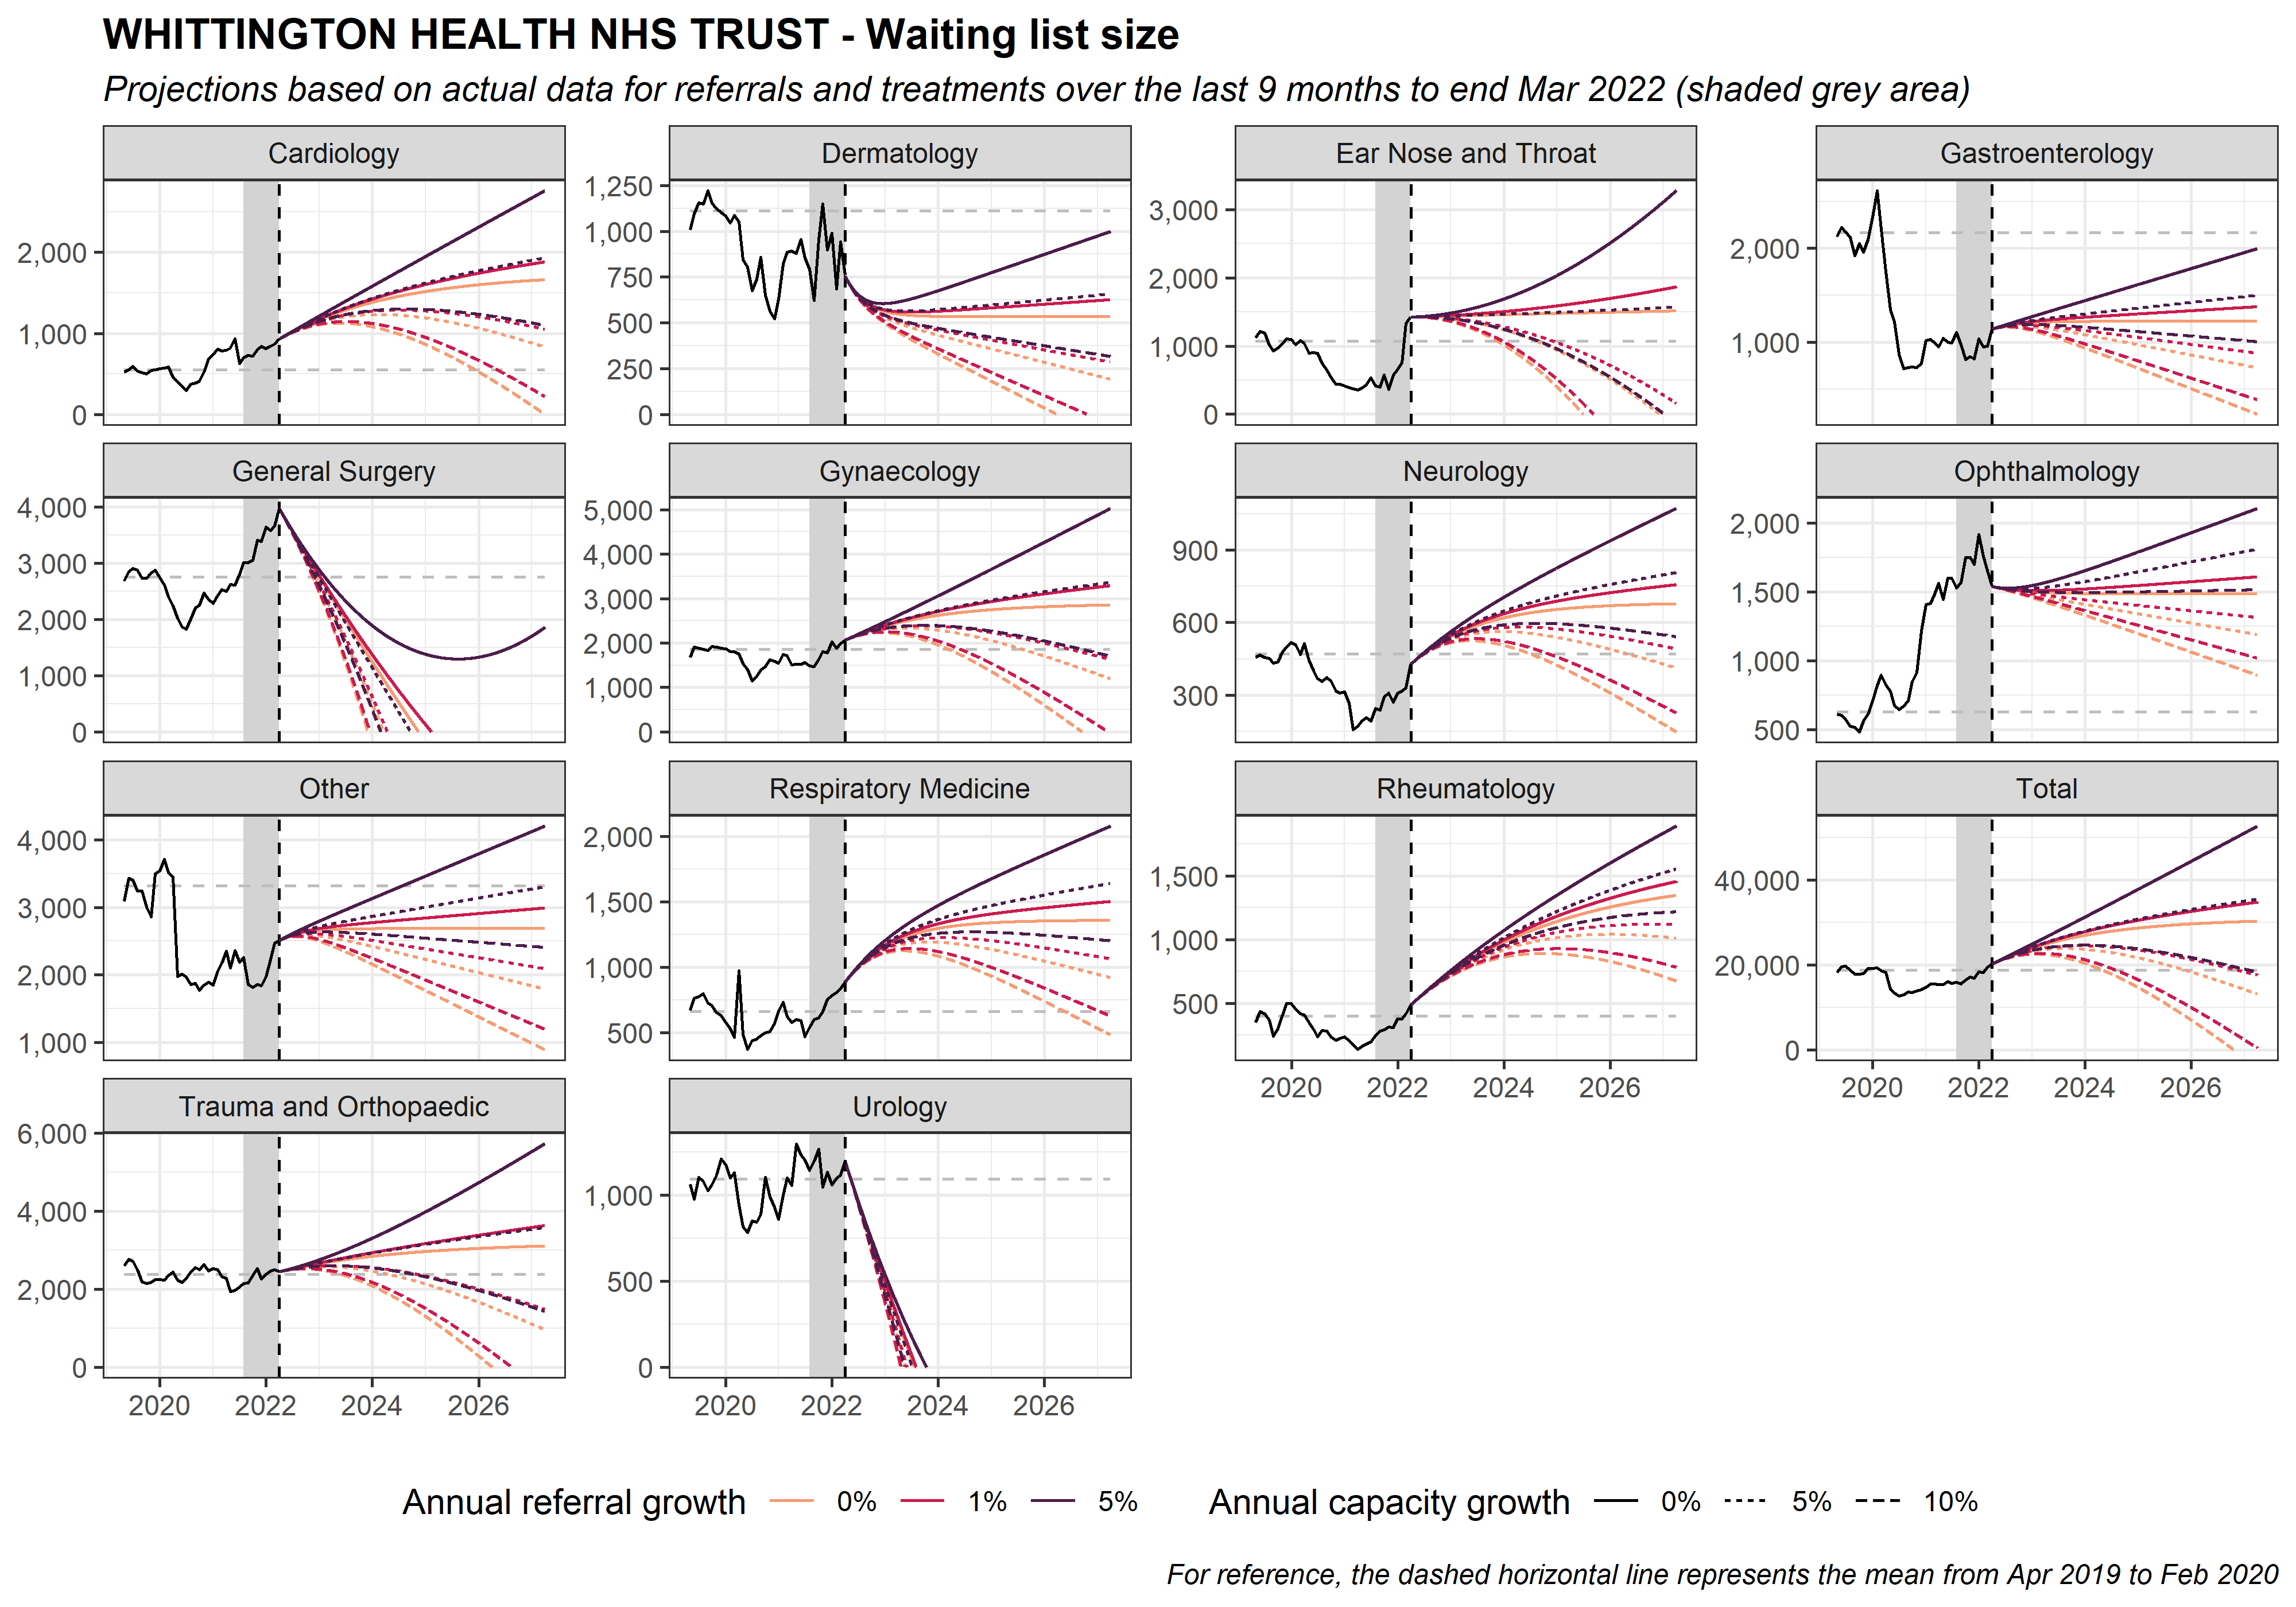 WHITTINGTON HEALTH NHS TRUST - Waiting list size
Projections based on actual data for referrals and treatments over the last 9 months to end Mar 2022 (shaded grey area)
Cardiology
2,000
1,000
0
Dermatology
1,250
1,000
750
500
250
0
Ear Nose and Throat
3,000
2,000
1,000
0
Gastroenterology
2,000
1,000
General Surgery
4,000
3,000
2,000
1,000
0
Gynaecology
5,000
4,000
3,000
2,000
1,000
0
Neurology
900
600
300
Ophthalmology
2,000
1,500
1,000
500
Other
4,000
3,000
2,000
1,000
Respiratory Medicine
2,000
1,500
1,000
500
Rheumatology
1,500
1,000
500
2020 2022 2024 2026
Total
40,000
20,000
0
2020 2022 2024 2026
Trauma and Orthopaedic
6,000
4,000
2,000
0
2020 2022 2024 2026
Urology
1,000
500
0
2020 2022 2024 2026
Annual referral growth 0% 1% 5%
Annual capacity growth 0% 5% 10%
For reference, the dashed horizontal line represents the mean from Apr 2019 to Feb 2020